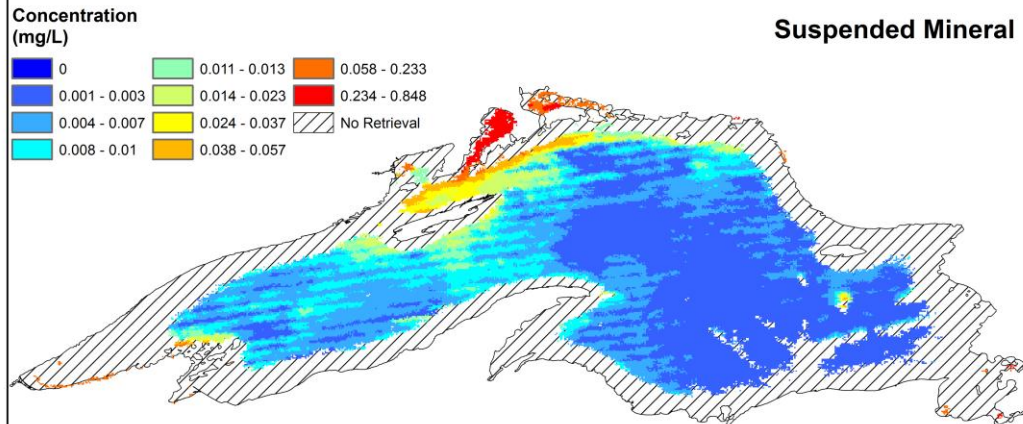 Concentration
(mg/L)
Suspended Mineral
0
0.001 - 0.003
0.004 - 0.007
0.008 - 0.01
0.011 - 0.013
0.014 - 0.023
0.024 - 0.037
0.038 - 0.057
0.058 - 0.233
0.234 - 0.848
No Retrieval